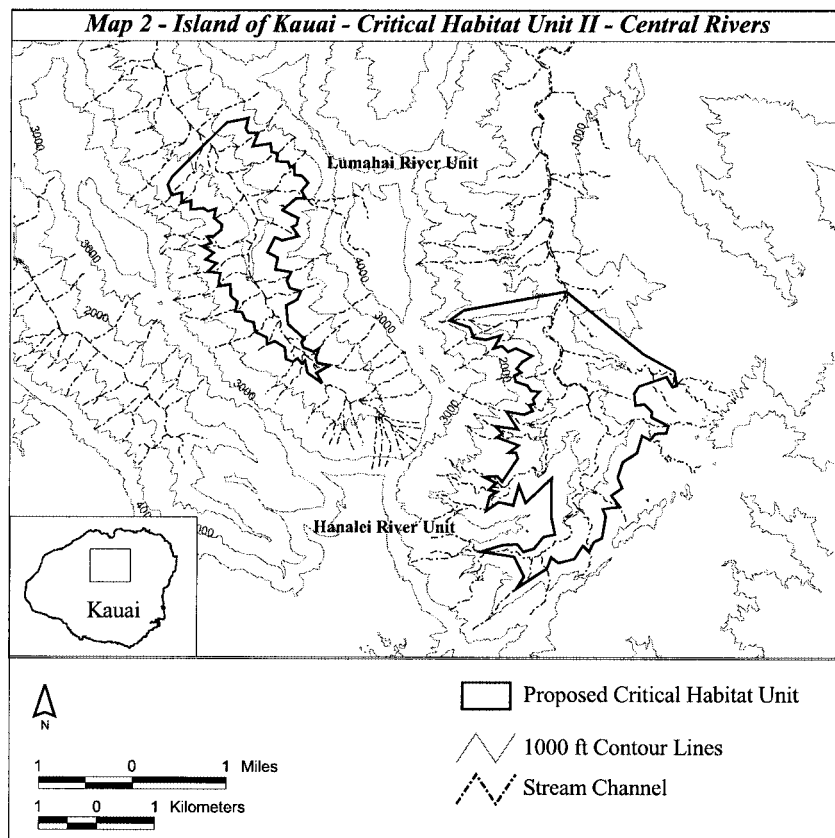 Map 2 - Island of Kauai - Critical Habitat Unit II - Central Rivers
3000
1000
Lumahai River Unit
4000
3000
2000
3000
3000
2000
3000
Hanalei River Unit
Kauai
N
1 0 1 Miles
1 0 1 Kilometers
Proposed Critical Habitat Unit
1000 ft Contour Lines
Stream Channel